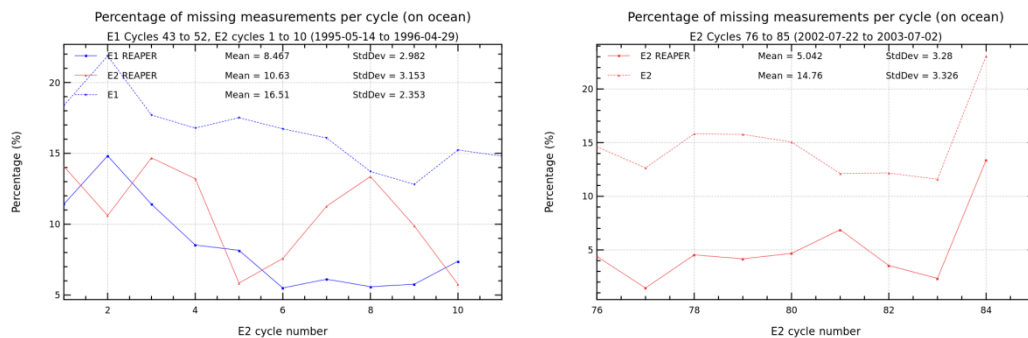 Percentage of missing measurements per cycle (on ocean)
E1 Cycles 43 to 52, E2 cycles 1 to 10 (1995-05-14 to 1996-04-29)
E1 REAPER Mean = 8.467 StdDev = 2.982
E2 REAPER Mean = 10.63 StdDev = 3.153
E1 Mean = 16.51 StdDev = 2.353
Percentage (%)
20
15
10
5
2 4 6 8 10
E2 cycle number
Percentage of missing measurements per cycle (on ocean)
E2 Cycles 76 to 85 (2002-07-22 to 2003-07-02)
E2 REAPER Mean = 5.042 StdDev = 3.28
E2 Mean = 14.76 StdDev = 3.326
Percentage (%)
20
15
10
5
76 78 80 82 84
E2 cycle number